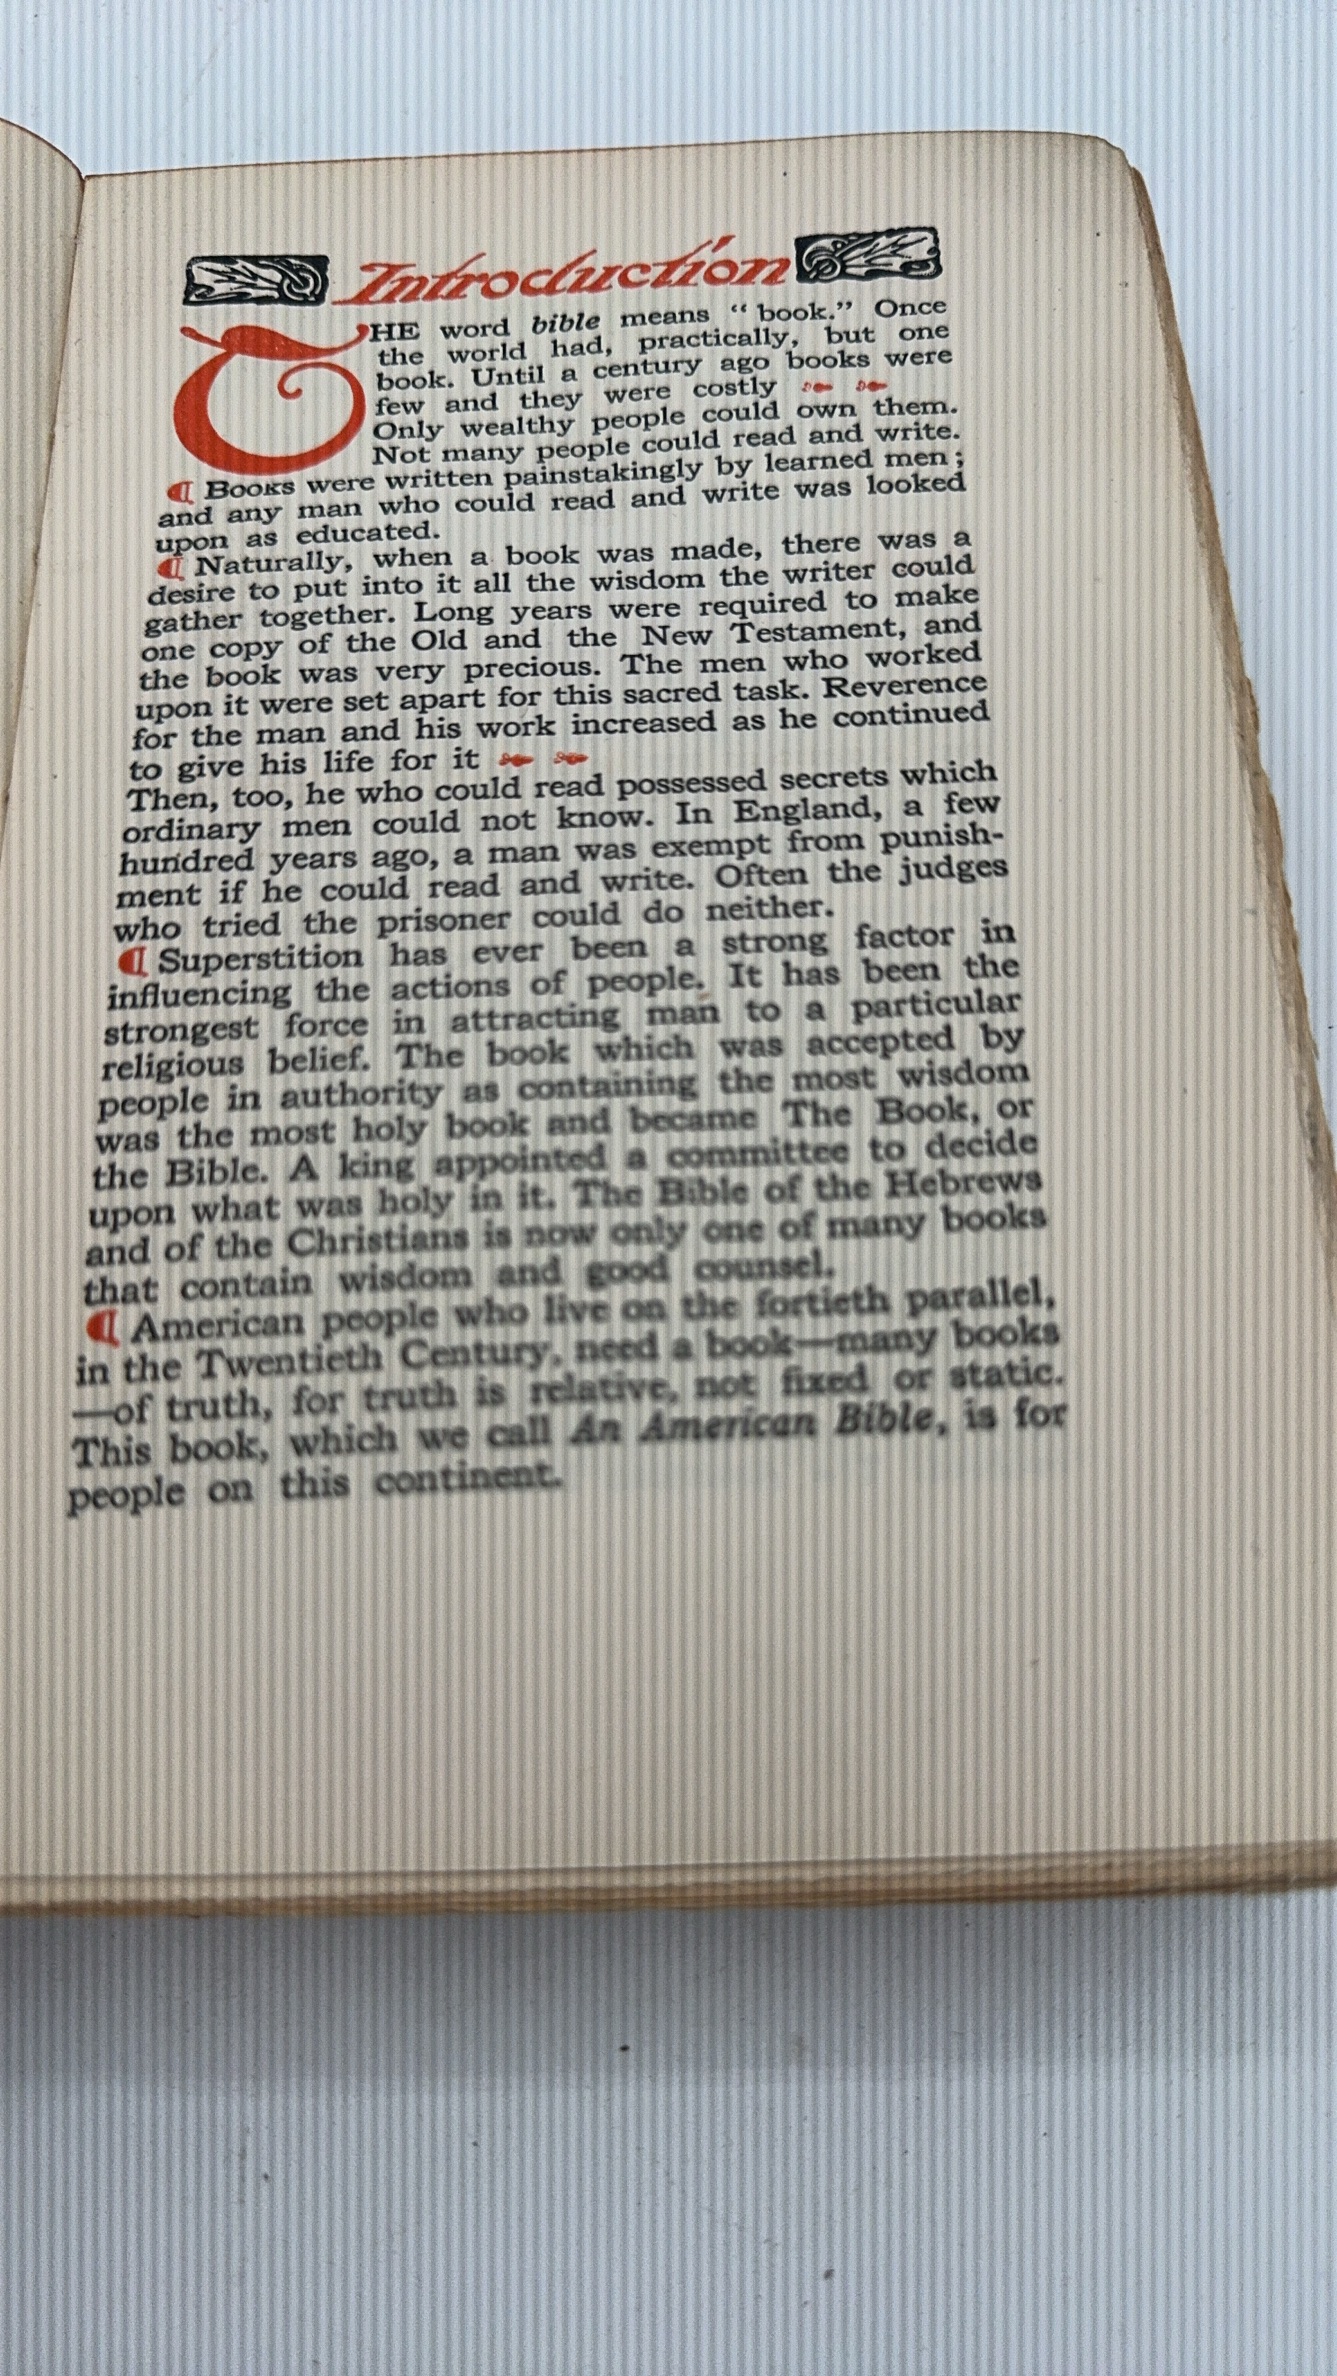 Introduction
THE word bible means “ book.” Once
the world had, practically, but one
book. Until a century ago books were
few and they were costly
Only wealthy people could own them.
Not many people could read and write.
¶ Books were written painstakingly by learned men ;
and any man who could read and write was looked
upon as educated.
¶ Naturally, when a book was made, there was a
desire to put into it all the wisdom the writer could
gather together. Long years were required to make
one copy of the Old and the New Testament, and
the book was very precious. The men who worked
upon it were set apart for this sacred task. Reverence
for the man and his work increased as he continued
to give his life for it
Then, too, he who could read possessed secrets which
ordinary men could not know. In England, a few
hundred years ago, a man was exempt from punish-
ment if he could read and write. Often the judges
who tried the prisoner could do neither.
¶ Superstition has ever been a strong factor in
influencing the actions of people. It has been the
strongest force in attracting man to a particular
religious belief. The book which was accepted by
people in authority as containing the most wisdom
was the most holy book and became The Book, or
the Bible. A king appointed a committee to decide
upon what was holy in it. The Bible of the Hebrews
and of the Christians is now only one of many books
that contain wisdom and good counsel.
¶ American people who live on the fortieth parallel,
in the Twentieth Century, need a book—many books
—of truth, for truth is relative, not fixed or static.
This book, which we call An American Bible, is for
people on this continent.